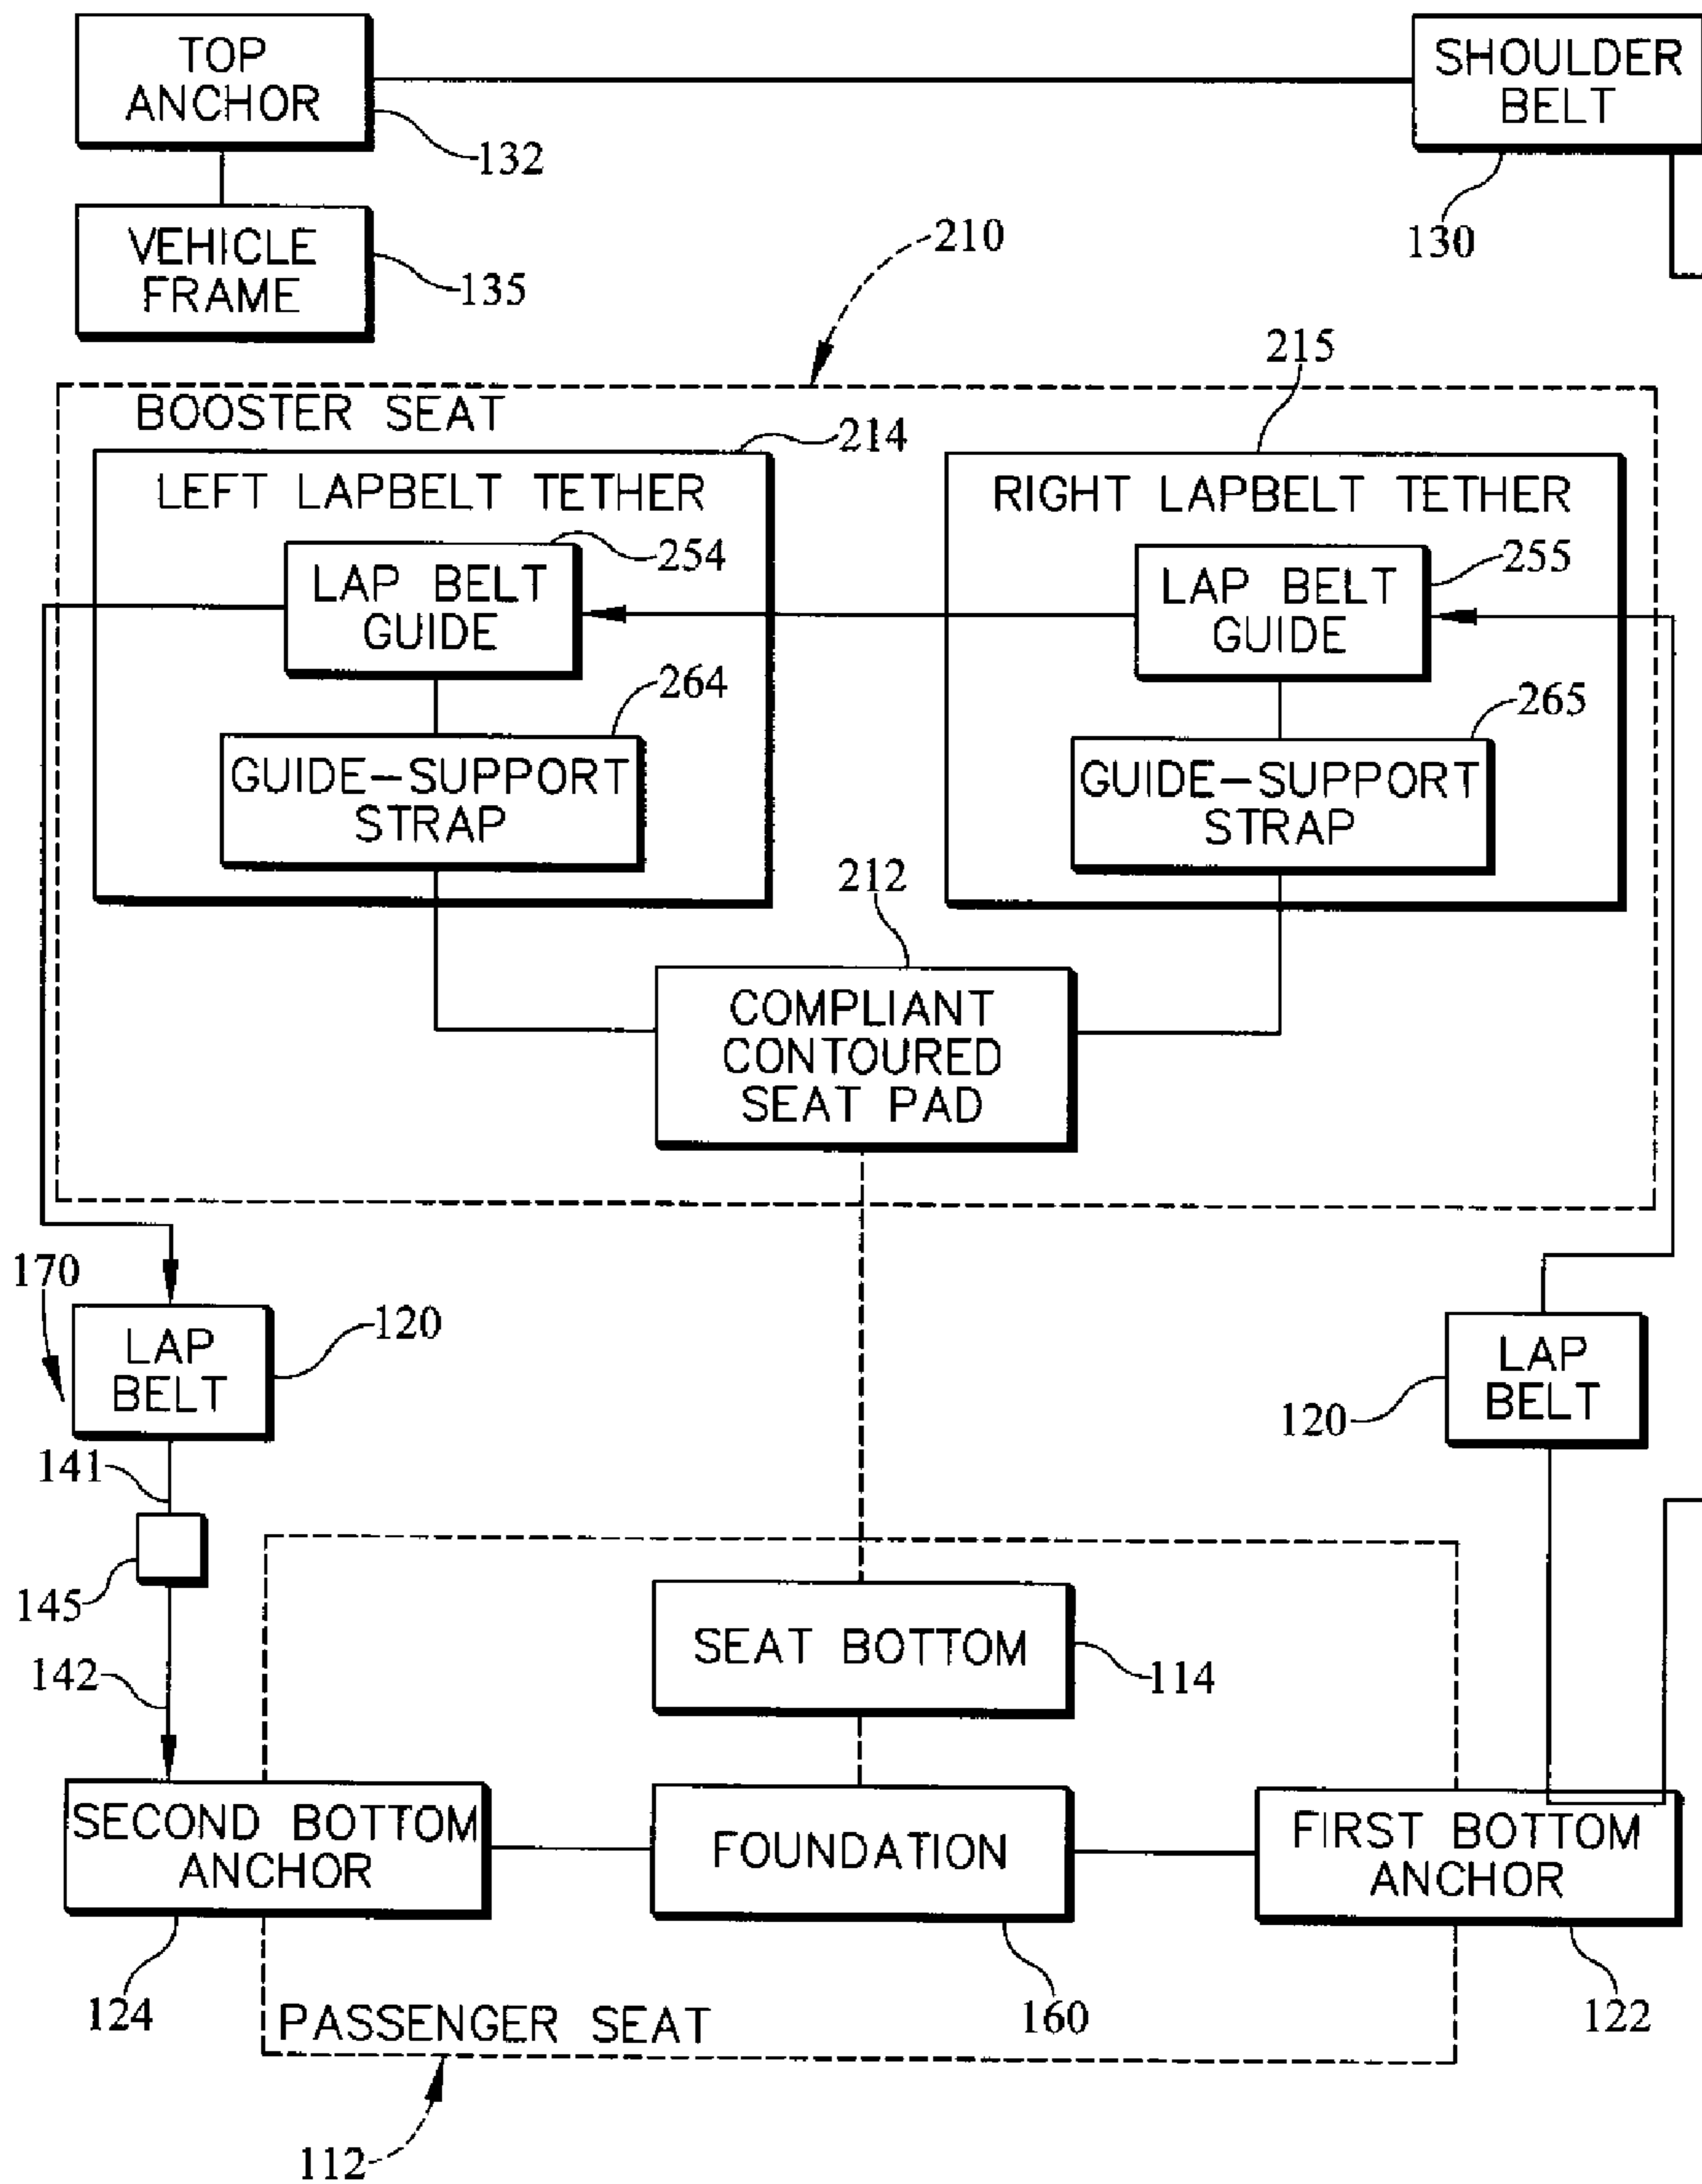 TOP
ANCHOR
132
SHOULDER
BELT
130
VEHICLE
FRAME
135
210
215
BOOSTER SEAT
214
LEFT LAPBELT TETHER
RIGHT LAPBELT TETHER
254
LAP BELT
GUIDE
255
LAP BELT
GUIDE
264
GUIDE-SUPPORT
STRAP
265
GUIDE-SUPPORT
STRAP
212
COMPLIANT
CONTOURED
SEAT PAD
170
LAP
BELT
120
LAP
BELT
120
141
145
142
SEAT BOTTOM
114
SECOND BOTTOM
ANCHOR
FOUNDATION
FIRST BOTTOM
ANCHOR
124
160
122
PASSENGER SEAT
112